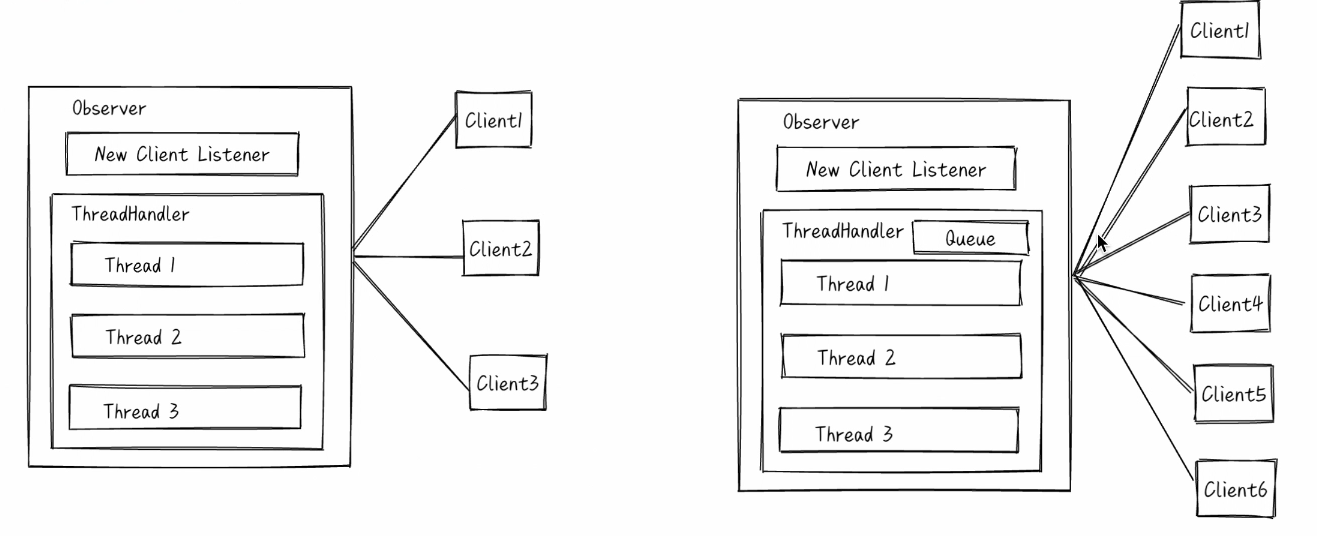 Observer
New Client Listener
ThreadHandler
Thread 1
Thread 2
Thread 3
Client1
Client2
Client3
Observer
New Client Listener
ThreadHandler
Queue
Thread 1
Thread 2
Thread 3
Client1
Client2
Client3
Client4
Client5
Client6